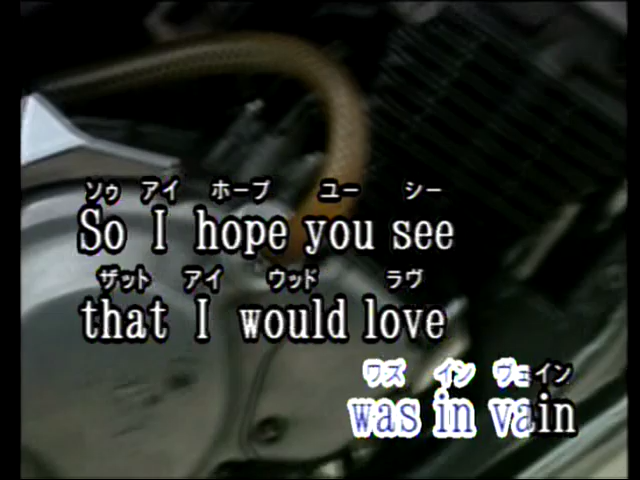 ソゥ アイ ホープ ユー シー
So I hope you see
ザット アイ ウッド ラヴ
that I would love
ワズ イン ヴェイン
was in vain